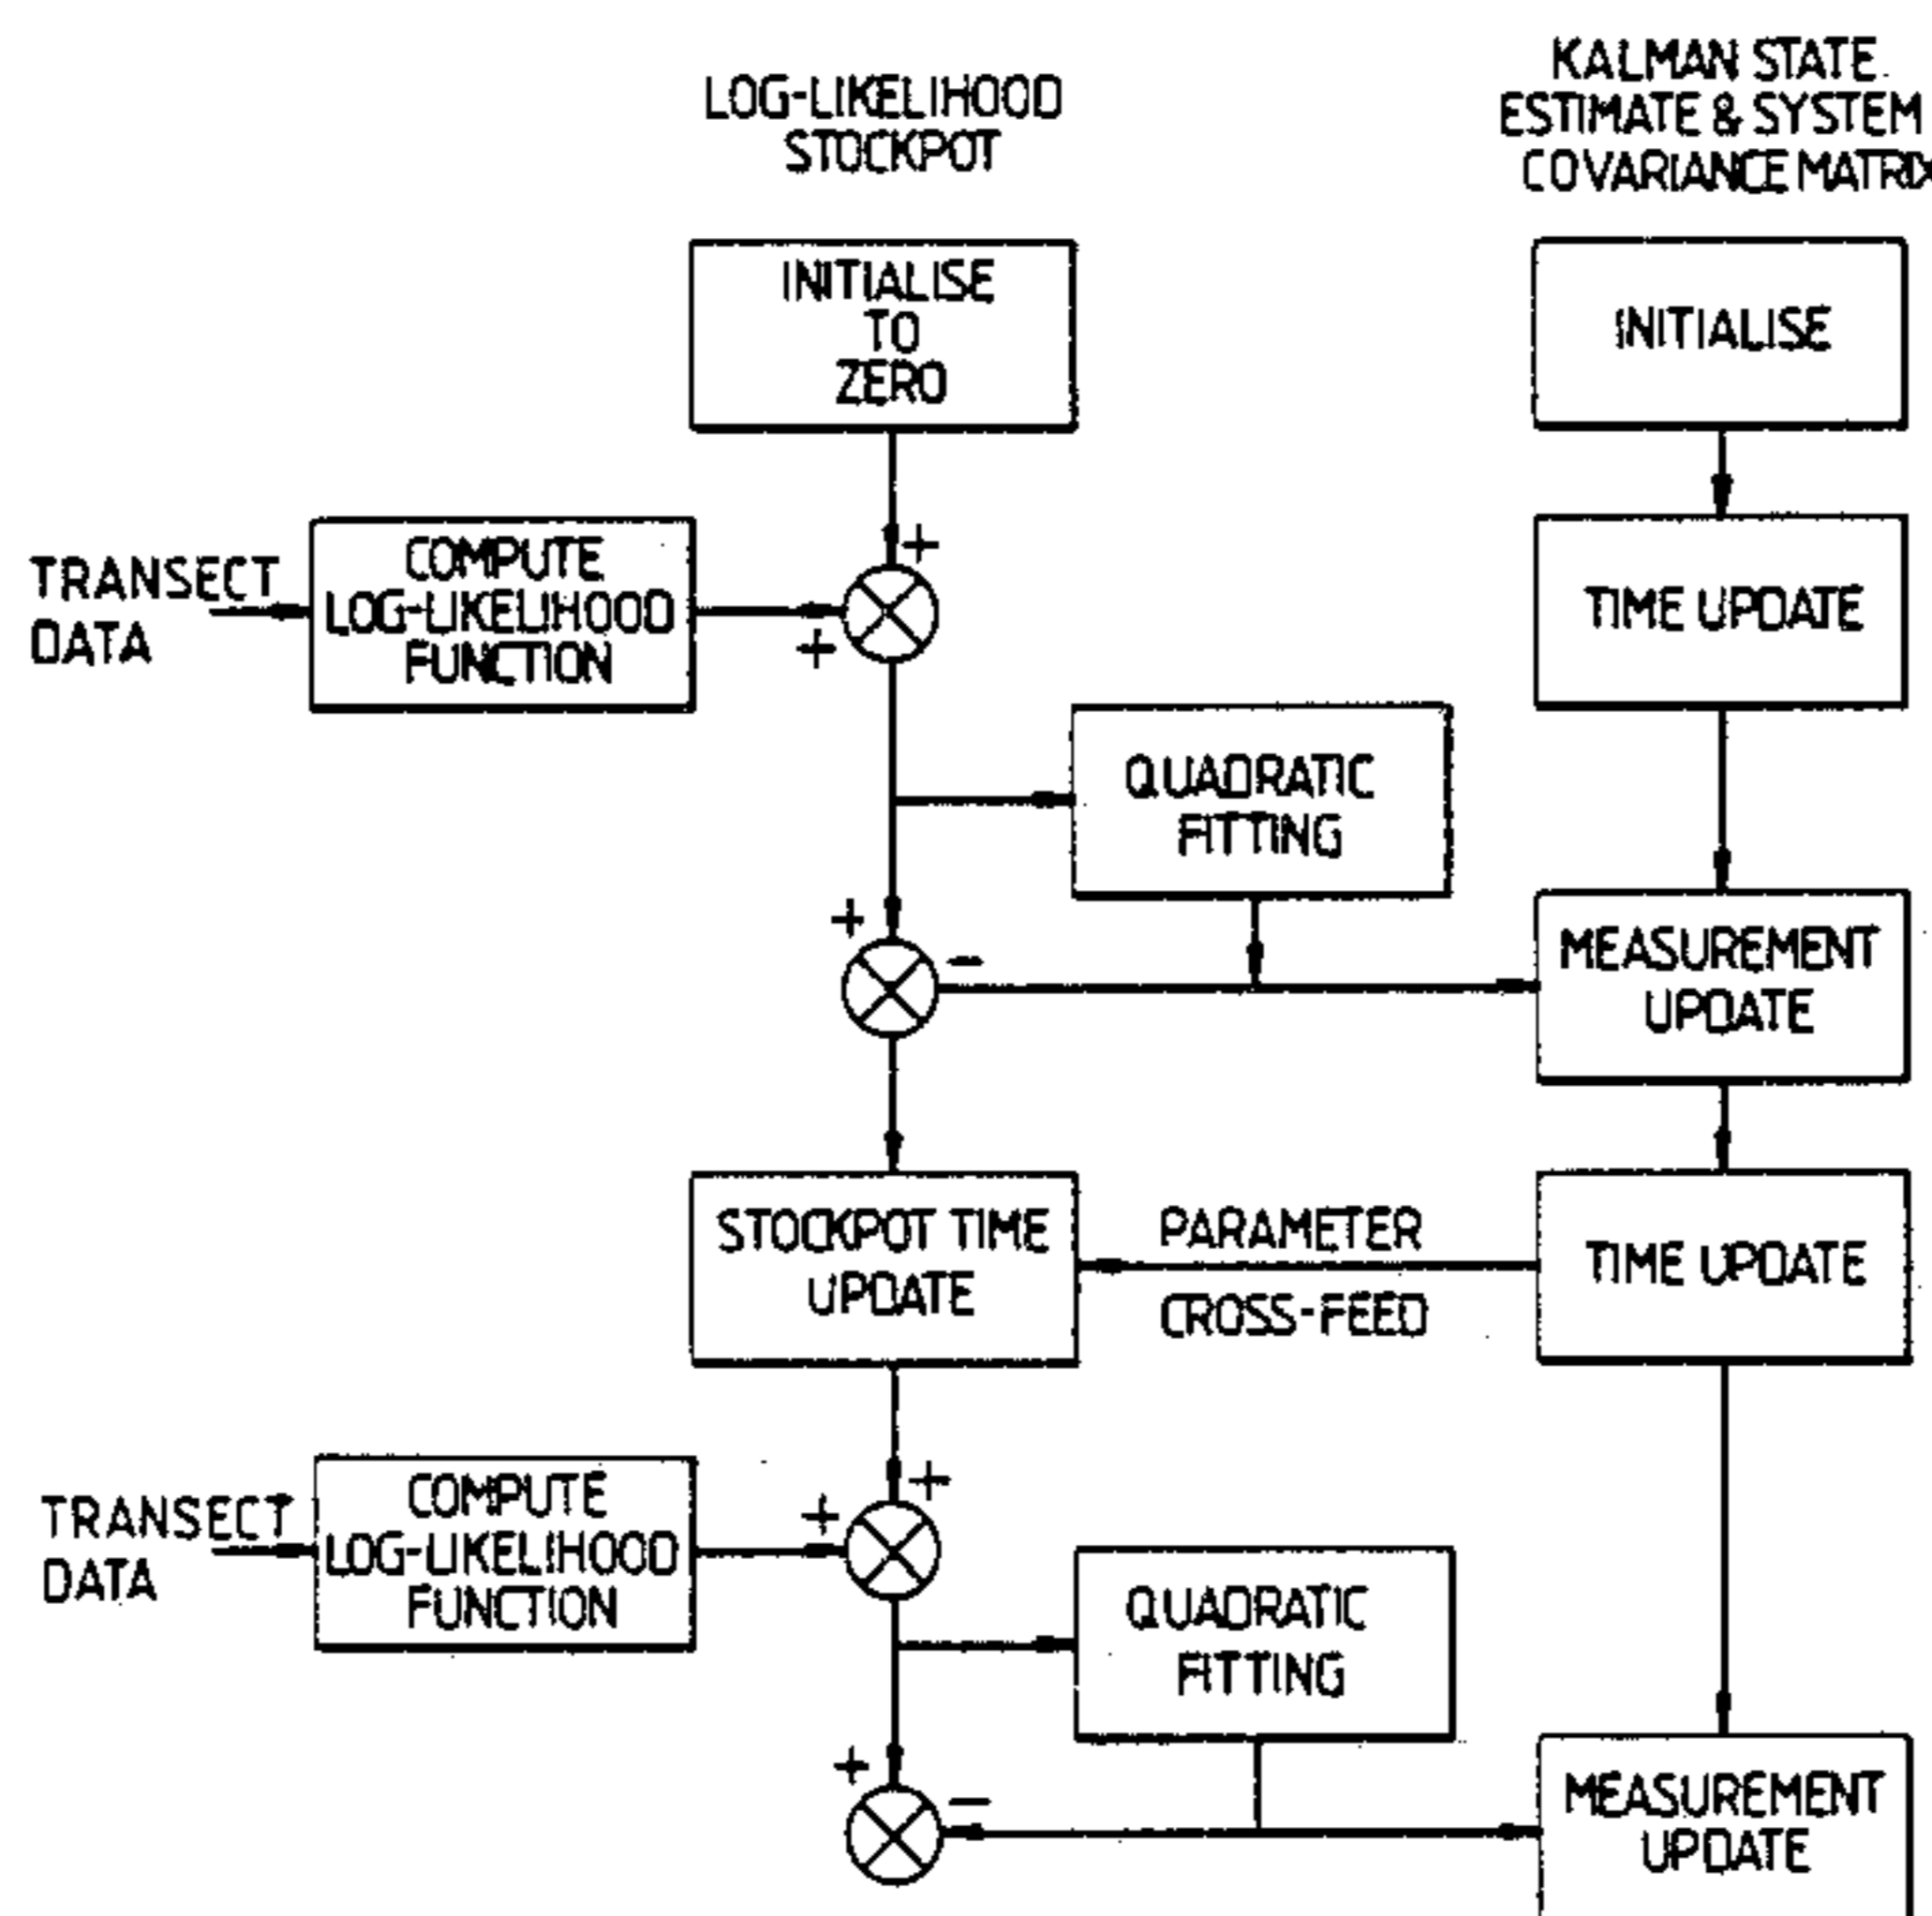 LOG-LIKELIHOOD
STOCKPOT
KALMAN STATE
ESTIMATE & SYSTEM
COVARIANCE MATRIX
INITIALISE
TO
ZERO
INITIALISE
TRANSECT
DATA
COMPUTE
LOG-LIKELIHOOD
FUNCTION
+
+
TIME UPDATE
QUADRATIC
FITTING
+
-
MEASUREMENT
UPDATE
STOCKPOT TIME
UPDATE
PARAMETER
CROSS-FEED
TIME UPDATE
TRANSECT
DATA
COMPUTE
LOG-LIKELIHOOD
FUNCTION
+
+
QUADRATIC
FITTING
+
-
MEASUREMENT
UPDATE